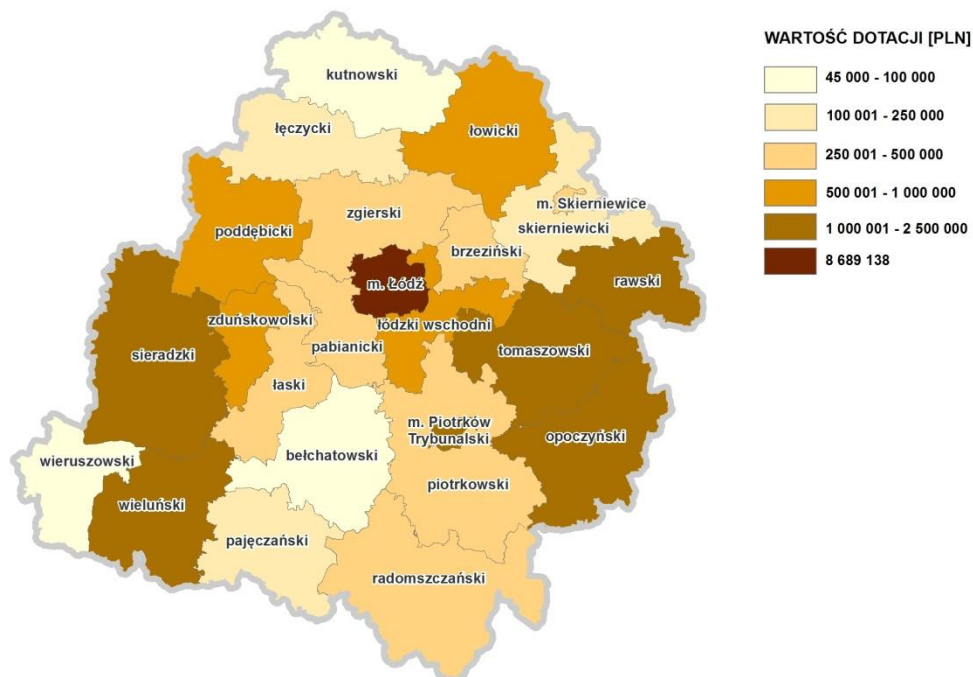 WARTOŚĆ DOTACJI [PLN]
45 000 - 100 000
100 001 - 250 000
250 001 - 500 000
500 001 - 1 000 000
1 000 001 - 2 500 000
8 689 138
kutnowski
łęczycki
łowicki
m. Skierniewice
skierniewicki
zgierski
poddębicki
brzeziński
m. Łódź
rawski
zduńskowolski
łódzki wschodni
pabianicki
tomaszowski
sieradzki
łaski
m. Piotrków
Trybunalski
opoczyński
bełchatowski
wieruszowski
piotrkowski
wieluński
pajęczański
radomszczański